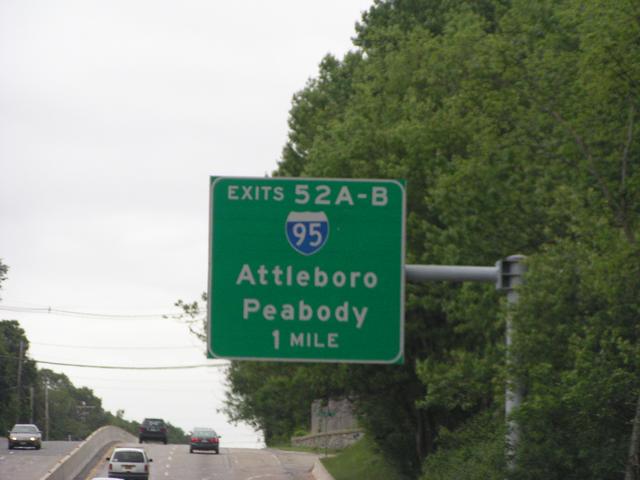 EXITS 52A-B
95
Attleboro
Peabody
1 MILE